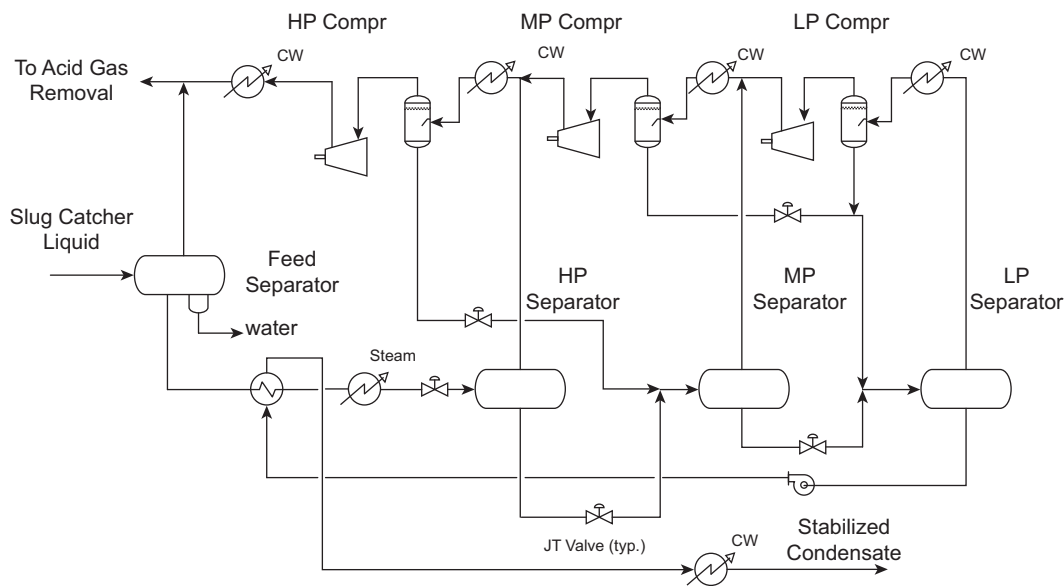 HP Compr
MP Compr
LP Compr
CW
CW
CW
CW
To Acid Gas
Removal
Slug Catcher
Liquid
Feed
Separator
water
HP
Separator
MP
Separator
LP
Separator
Steam
JT Valve (typ.)
CW
Stabilized
Condensate